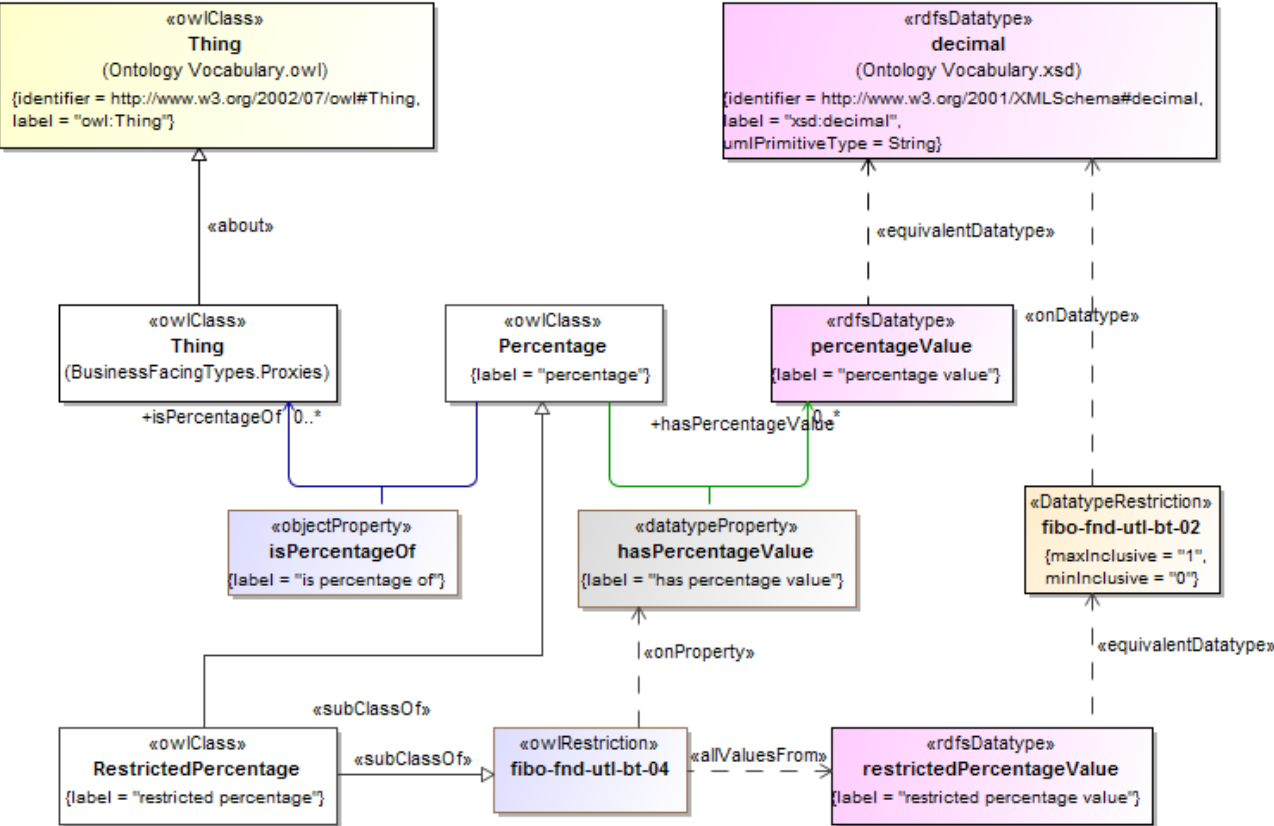 «owlClass»
Thing
(Ontology Vocabulary.owl)
{identifier = http://www.w3.org/2002/07/owl#Thing,
label = "owl:Thing"}
«rdfsDatatype»
decimal
(Ontology Vocabulary.xsd)
{identifier = http://www.w3.org/2001/XMLSchema#decimal,
label = "xsd:decimal",
umlPrimitiveType = String}
«about»
«equivalentDatatype»
«onDatatype»
«owlClass»
Thing
(BusinessFacingTypes.Proxies)
«owlClass»
Percentage
{label = "percentage"}
«rdfsDatatype»
percentageValue
{label = "percentage value"}
+isPercentageOf 0..*
+hasPercentageValue 0..*
«objectProperty»
isPercentageOf
{label = "is percentage of"}
«datatypeProperty»
hasPercentageValue
{label = "has percentage value"}
«DatatypeRestriction»
fibo-fnd-utl-bt-02
{maxInclusive = "1",
minInclusive = "0"}
«onProperty»
«equivalentDatatype»
«subClassOf»
«owlClass»
RestrictedPercentage
{label = "restricted percentage"}
«subClassOf»
«owlRestriction»
fibo-fnd-utl-bt-04
«allValuesFrom»
«rdfsDatatype»
restrictedPercentageValue
{label = "restricted percentage value"}